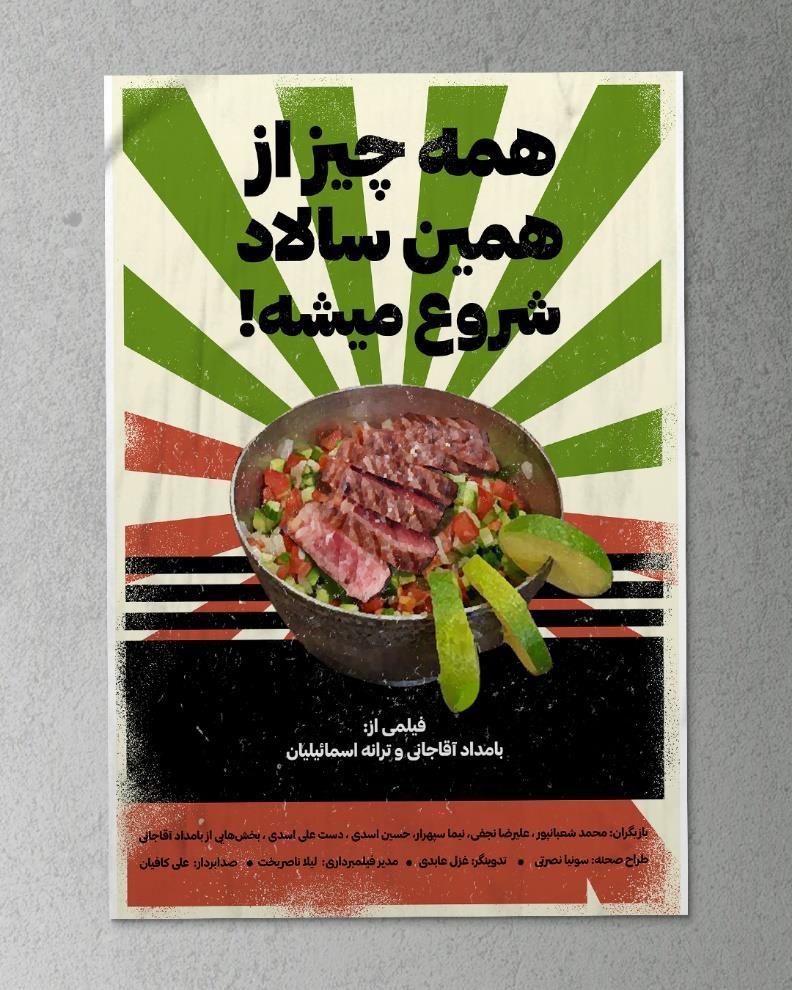 همه چیز از
همین سالاد
شروع میشه!
فیلمی از:
بامداد آقاجانی و ترانه اسمائیلیان
بازیگران: محمد شعبانپور ، علیرضا نجفی، نیما سپهرار، حسین اسدی ، دست علی اسدی ، بخش‌هایی از بامداد آقاجانی
طراح صحنه: سونیا نصرتی ● تدوینگر: غزل عابدی ● مدیر فیلمبرداری: لیلا ناصربخت ● صدابردار: علی کافیان